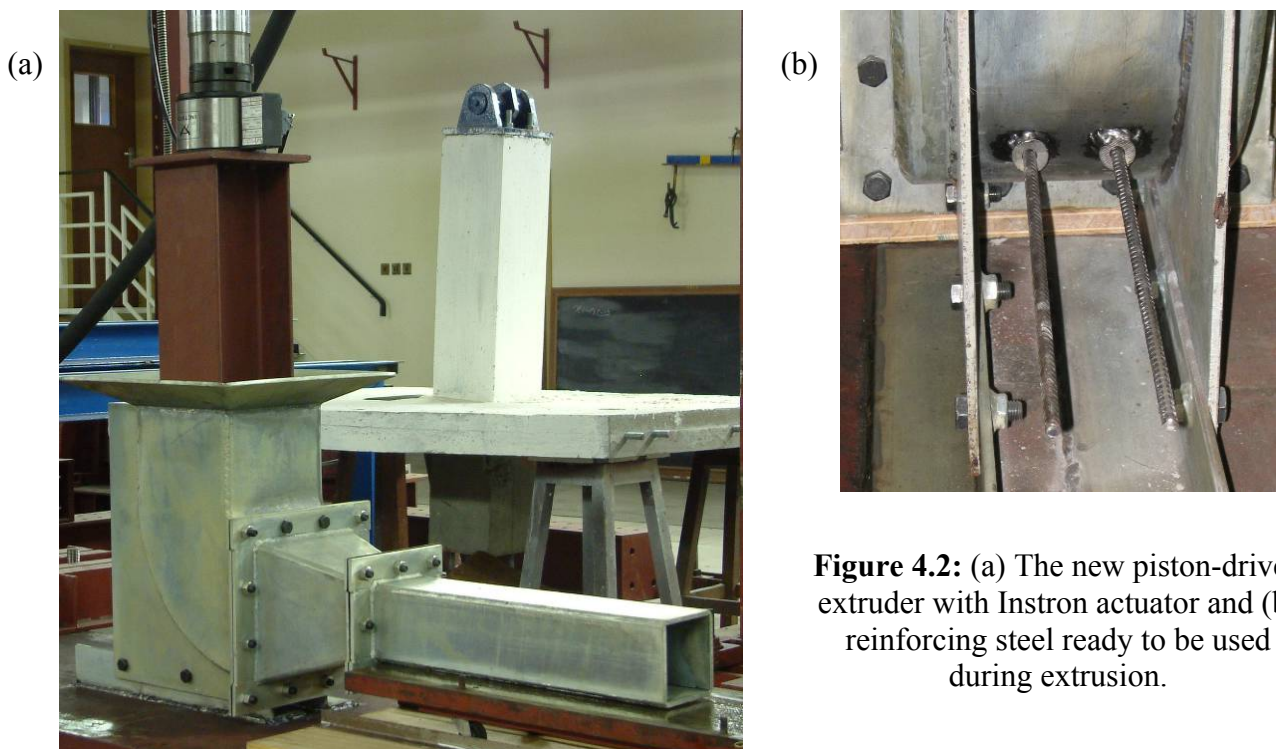 (a)
(b)
Figure 4.2: (a) The new piston-drive
extruder with Instron actuator and (b
reinforcing steel ready to be used
during extrusion.